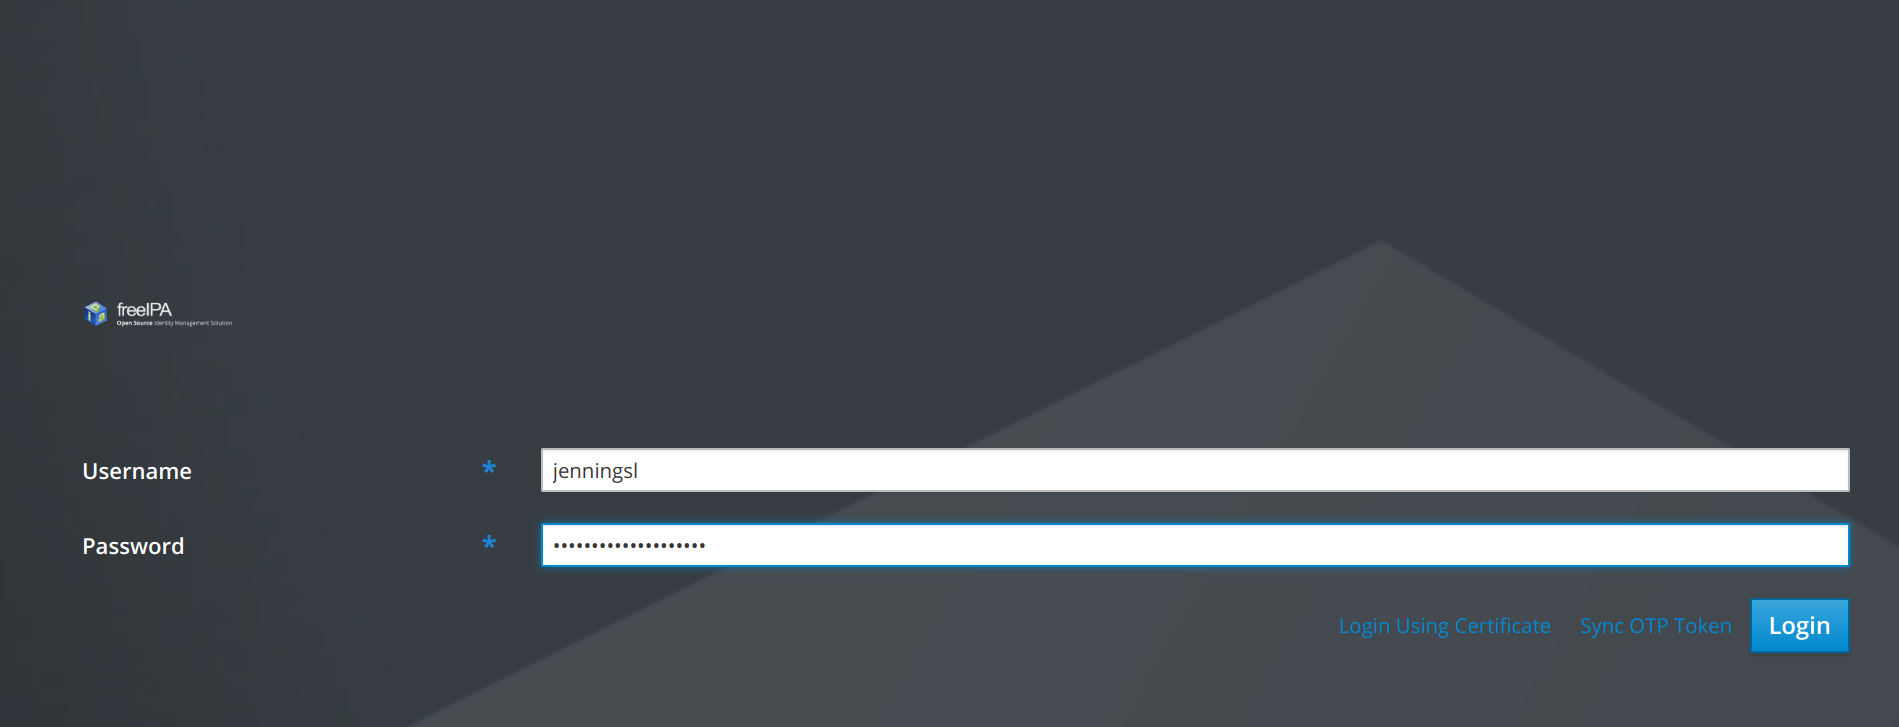 freeIPA
Open Source Identity Management Solution
Username * jenningsl
Password * ••••••••••••••••••••
Login Using Certificate Sync OTP Token Login